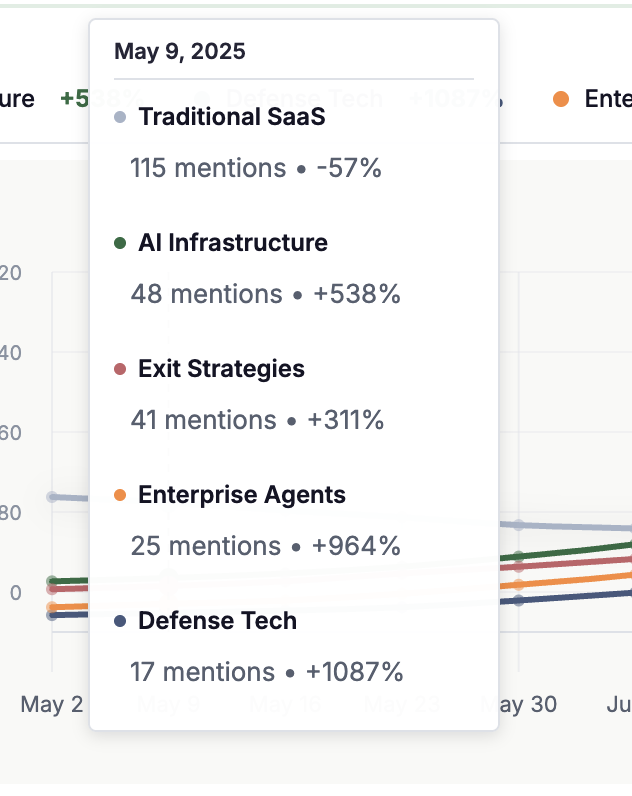 May 9, 2025
ure +538% Defense Tech +1087% Ente
Traditional SaaS
115 mentions • -57%
AI Infrastructure
48 mentions • +538%
Exit Strategies
41 mentions • +311%
Enterprise Agents
25 mentions • +964%
Defense Tech
17 mentions • +1087%
20
40
60
80
0
May 2 May 9 May 16 May 23 May 30 Ju